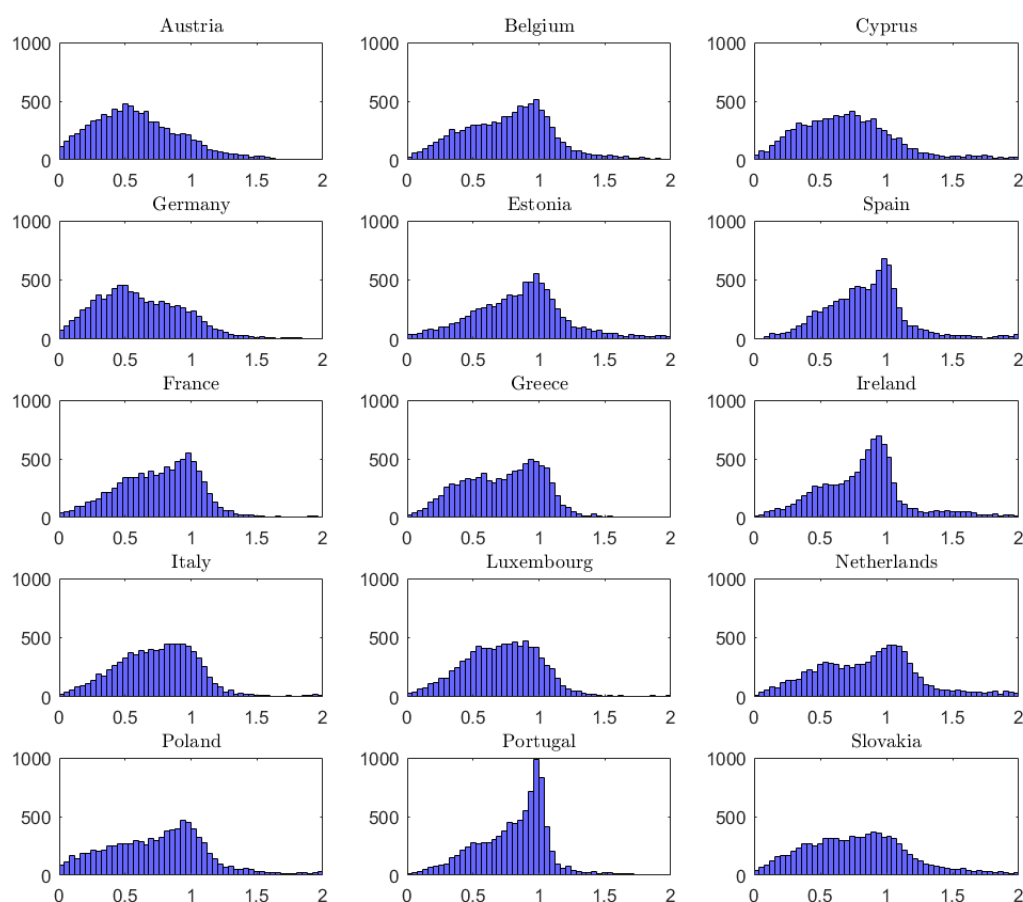 Austria Belgium Cyprus
1000 1000 1000
500 500 500
0 0 0
0 0.5 1 1.5 2 0 0.5 1 1.5 2 0 0.5 1 1.5 2
Germany Estonia Spain
1000 1000 1000
500 500 500
0 0 0
0 0.5 1 1.5 2 0 0.5 1 1.5 2 0 0.5 1 1.5 2
France Greece Ireland
1000 1000 1000
500 500 500
0 0 0
0 0.5 1 1.5 2 0 0.5 1 1.5 2 0 0.5 1 1.5 2
Italy Luxembourg Netherlands
1000 1000 1000
500 500 500
0 0 0
0 0.5 1 1.5 2 0 0.5 1 1.5 2 0 0.5 1 1.5 2
Poland Portugal Slovakia
1000 1000 1000
500 500 500
0 0 0
0 0.5 1 1.5 2 0 0.5 1 1.5 2 0 0.5 1 1.5 2